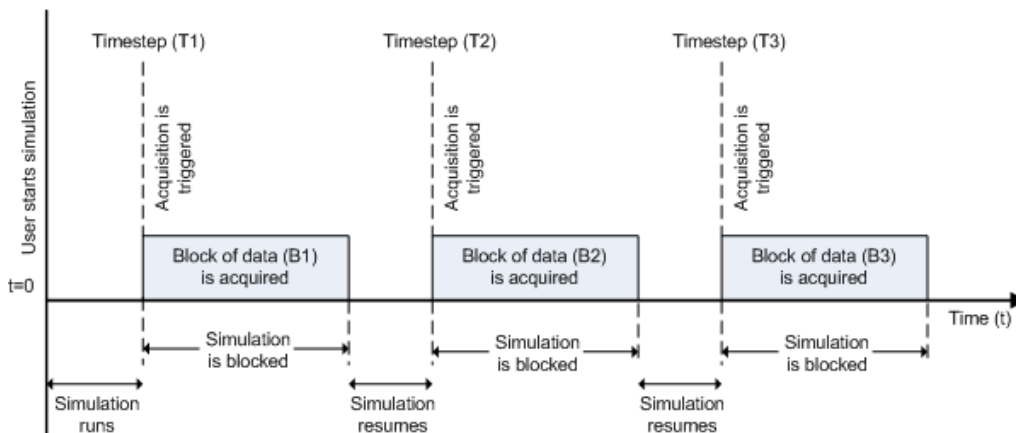 Timestep (T1)
Timestep (T2)
Timestep (T3)
User starts simulation
Acquisition is
triggered
Acquisition is
triggered
Acquisition is
triggered
Block of data (B1)
is acquired
Block of data (B2)
is acquired
Block of data (B3)
is acquired
t=0
Time (t)
Simulation
is blocked
Simulation
is blocked
Simulation
is blocked
Simulation
runs
Simulation
resumes
Simulation
resumes